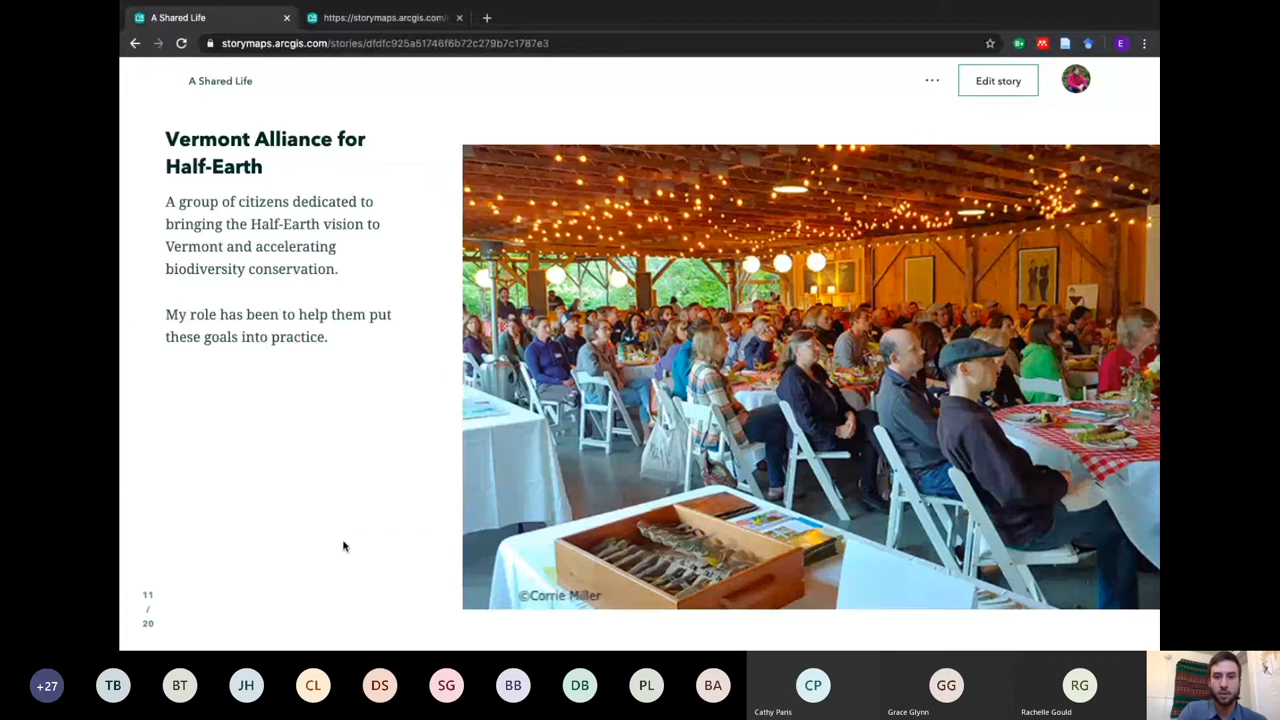 A Shared Life
https://storymaps.arcgis.com/
storymaps.arcgis.com/stories/dfdfc925a51746f6b72c279b7c1787e3
A Shared Life
Edit story
Vermont Alliance for
Half-Earth
A group of citizens dedicated to
bringing the Half-Earth vision to
Vermont and accelerating
biodiversity conservation.
My role has been to help them put
these goals into practice.
©Corrie Miller
11
/
20
+27
TB
BT
JH
CL
DS
SG
BB
DB
PL
BA
CP
GG
RG
Cathy Paris
Grace Glynn
Rachelle Gould